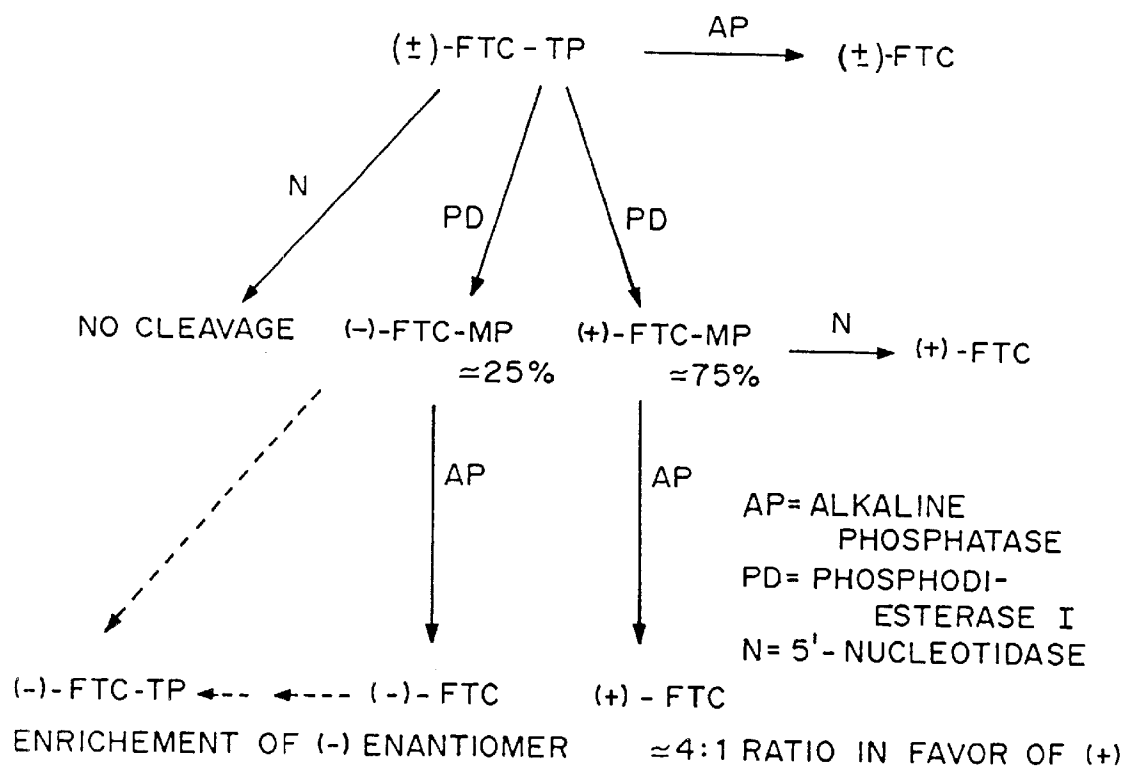 (±)-FTC-TP
AP
(±)-FTC
N
PD
PD
NO CLEAVAGE
(-)-FTC-MP
≃25%
(+)-FTC-MP
≃75%
N
(+)-FTC
AP
AP
AP= ALKALINE
PHOSPHATASE
PD= PHOSPHODI-
ESTERASE I
N= 5'-NUCLEOTIDASE
(-)-FTC-TP
(-)-FTC
(+)-FTC
ENRICHEMENT OF (-) ENANTIOMER
≃4:1 RATIO IN FAVOR OF (+)